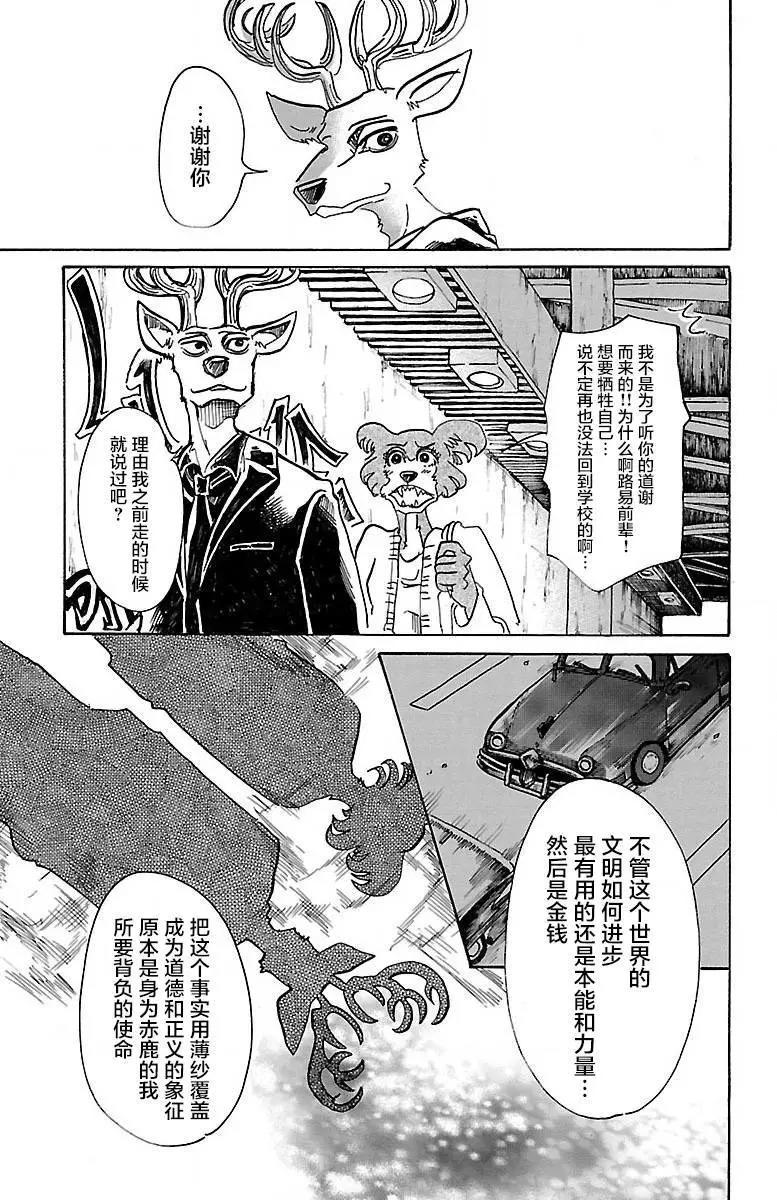 …谢谢你
我不是为了听你的道谢
而来的!!为什么啊路易前辈!
想要牺牲自己…
说不定再也没法回到学校的啊…
理由我之前走的时候
就说过吧?
不管这个世界的
文明如何进步
最有用的还是本能和力量…
然后是金钱
把这个事实用薄纱覆盖
成为道德和正义的象征
原本是身为赤鹿的我
所要背负的使命